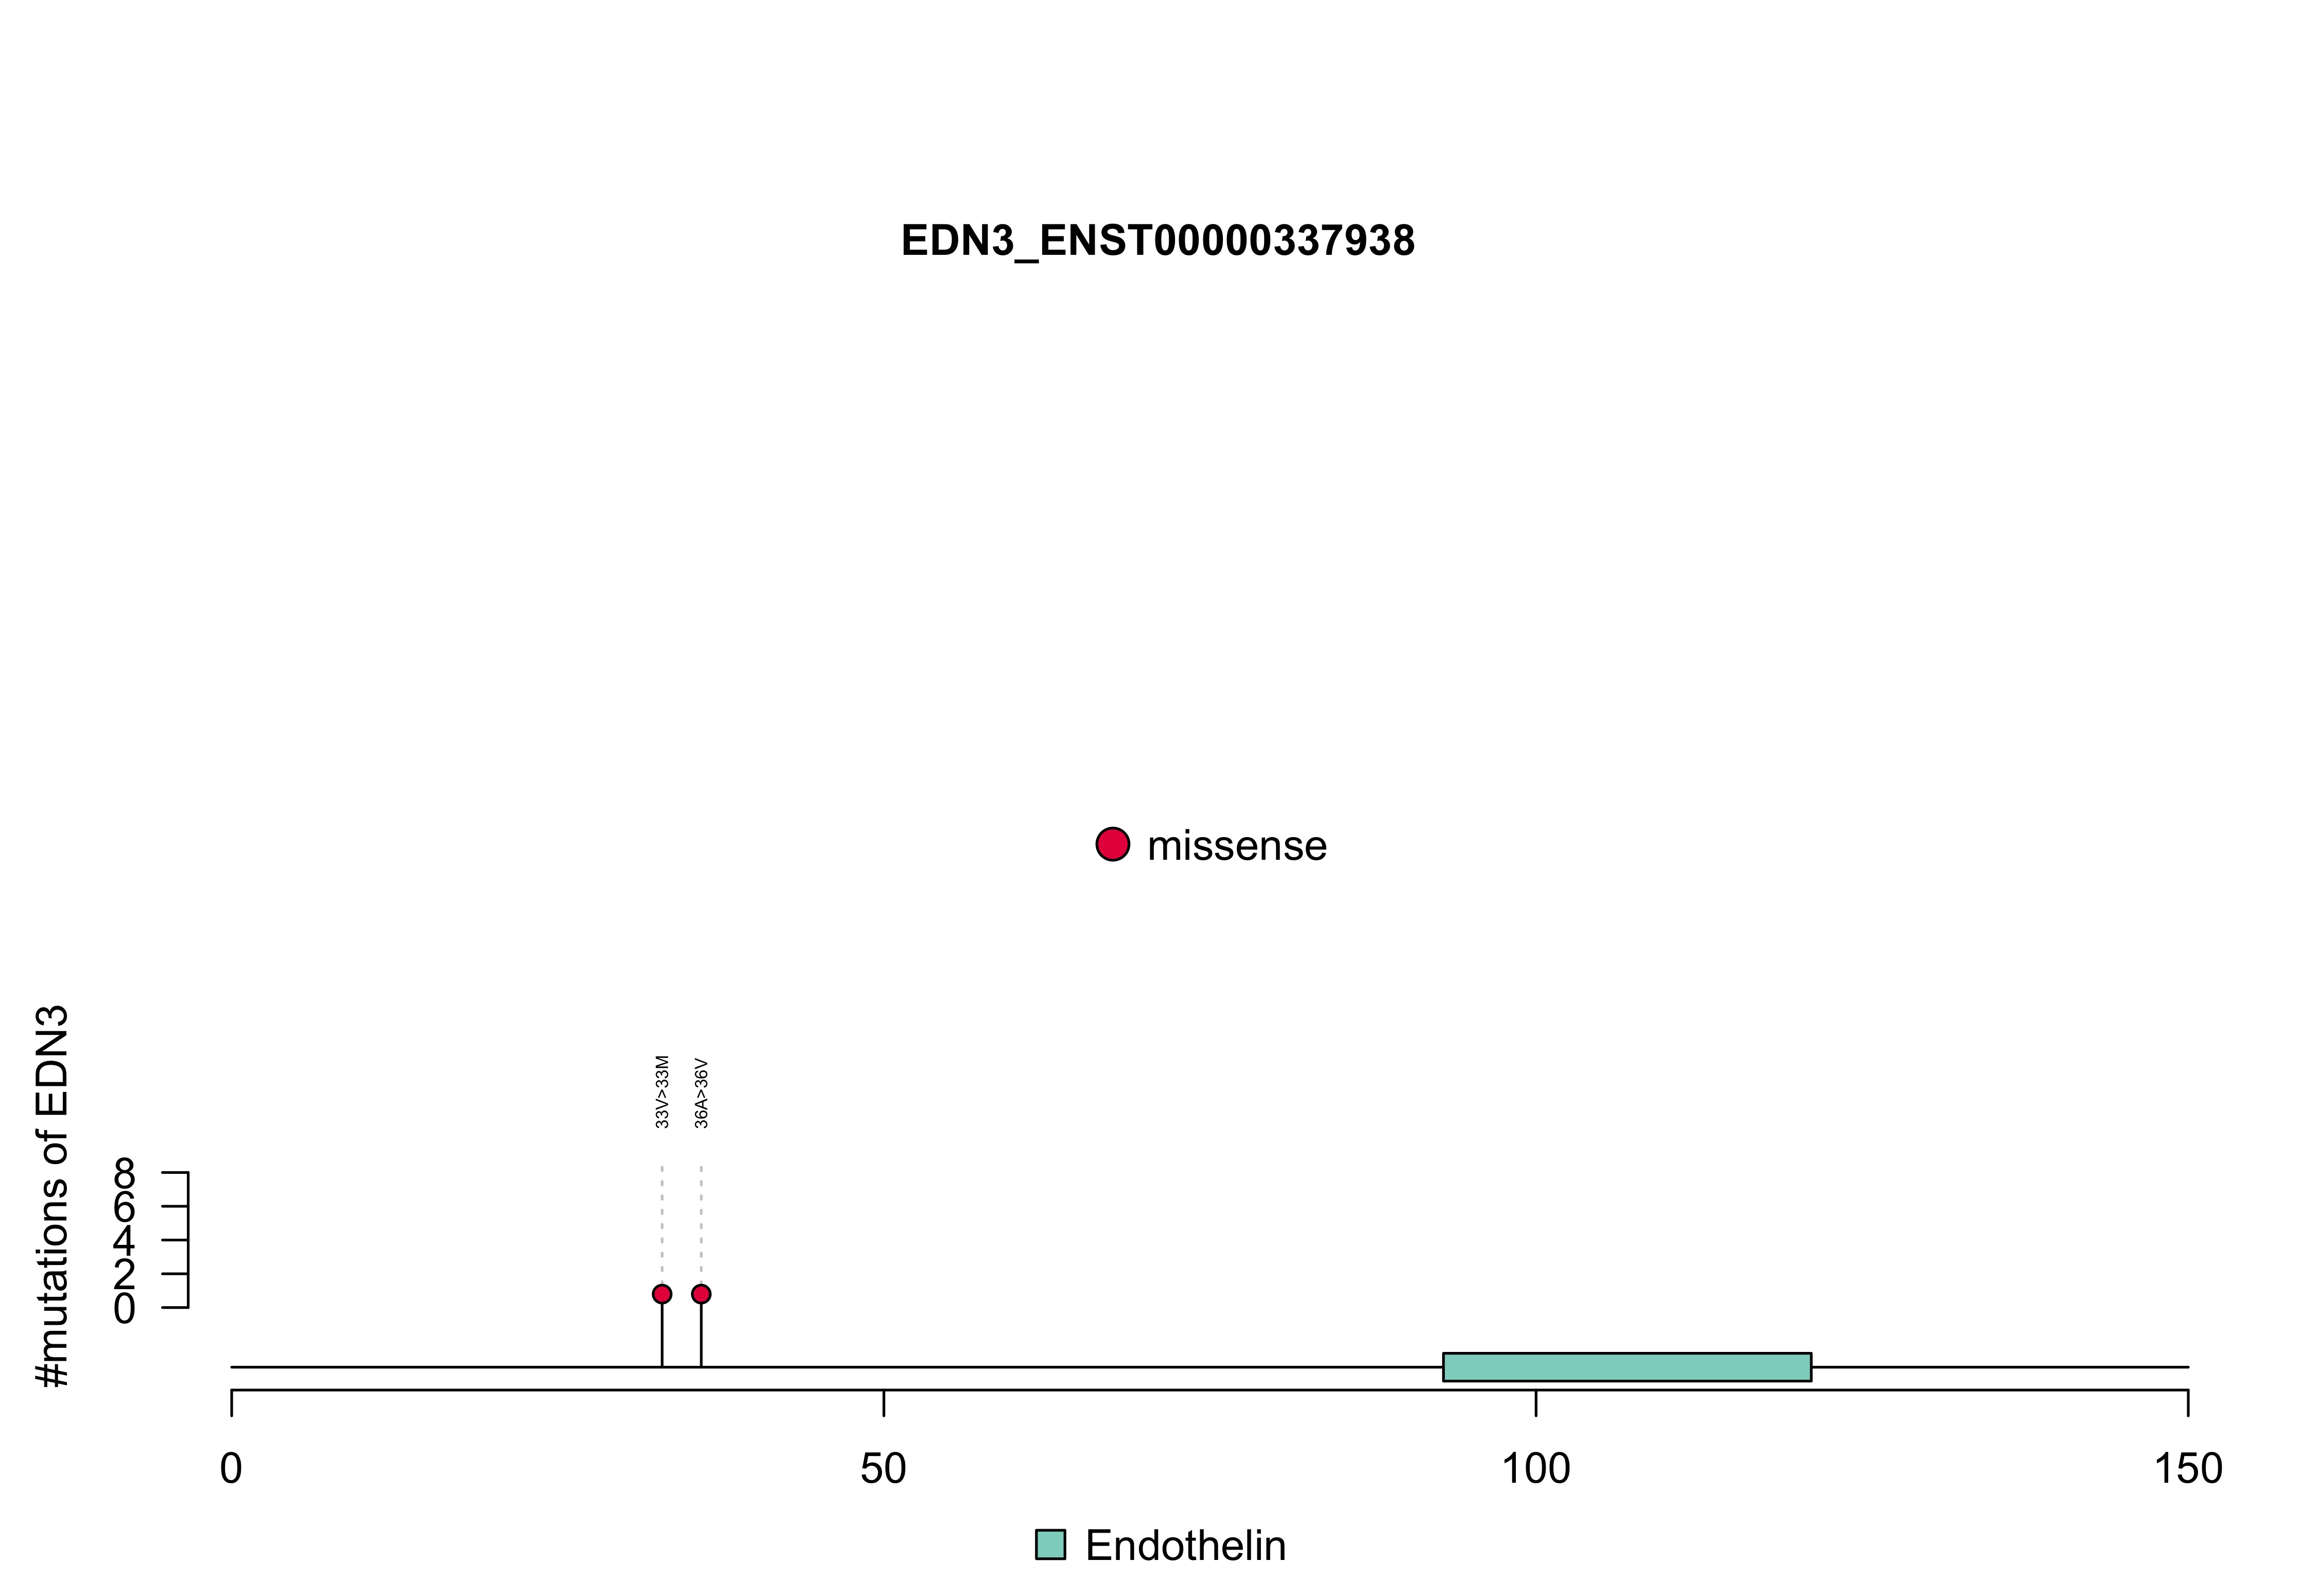 EDN3_ENST00000337938
missense
#mutations of EDN3
33V>33M
36A>36V
8
6
4
2
0
0 50 100 150
Endothelin